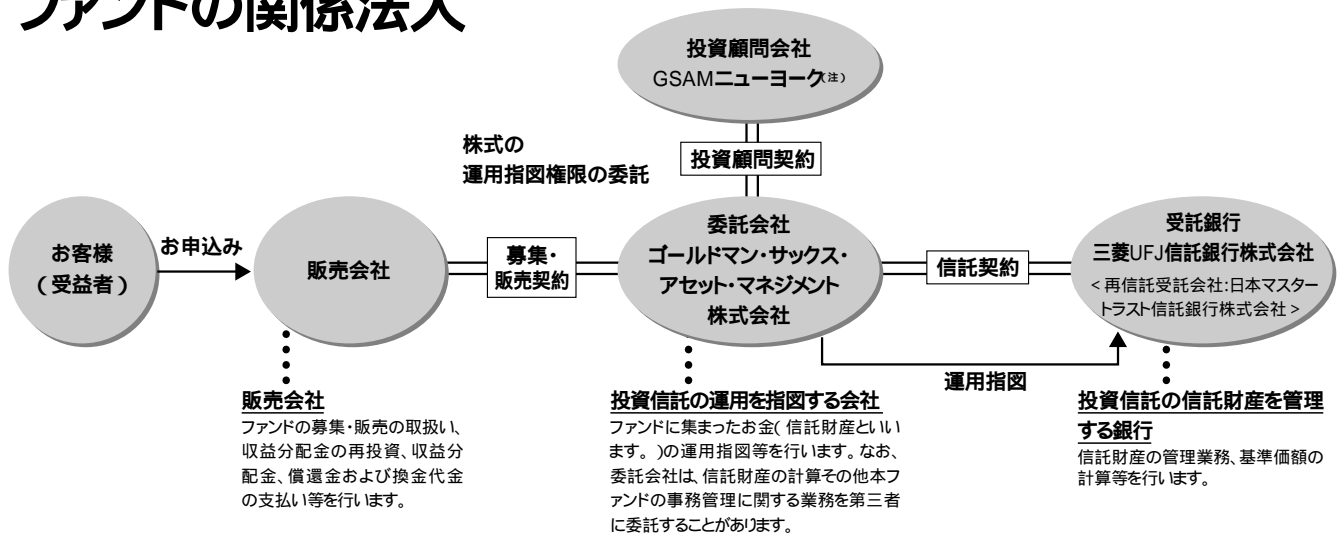 ファンドの関係法人
投資顧問会社
GSAMニューヨーク(注)
株式の
運用指図権限の委託
投資顧問契約
お客様
(受益者)
お申込み
販売会社
募集・
販売契約
委託会社
ゴールドマン・サックス・
アセット・マネジメント
株式会社
信託契約
受託銀行
三菱UFJ信託銀行株式会社
<再信託受託会社:日本マスター
トラスト信託銀行株式会社>
運用指図
販売会社
ファンドの募集・販売の取扱い、
収益分配金の再投資、収益分
配金、償還金および換金代金
の支払い等を行います。
投資信託の運用を指図する会社
ファンドに集まったお金(信託財産といい
ます。)の運用指図等を行います。なお、
委託会社は、信託財産の計算その他本フ
ァンドの事務管理に関する業務を第三者
に委託することがあります。
投資信託の信託財産を管理
する銀行
信託財産の管理業務、基準価額の
計算等を行います。